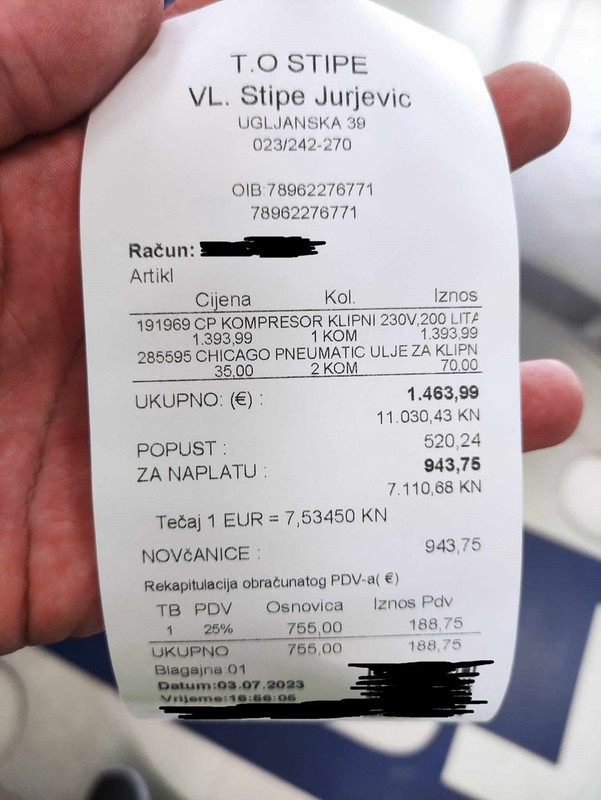 T.O STIPE
VL. Stipe Jurjevic
UGLJANSKA 39
023/242-270
OIB:78962276771
78962276771
Račun:
Artikl
Cijena Kol. Iznos
191969 CP KOMPRESOR KLIPNI 230V,200 LITA
1.393,99 1 KOM 1.393,99
285595 CHICAGO PNEUMATIC ULJE ZA KLIPN
35,00 2 KOM 70,00
UKUPNO: (€) : 1.463,99
11.030,43 KN
POPUST : 520,24
ZA NAPLATU : 943,75
7.110,68 KN
Tečaj 1 EUR = 7,53450 KN
NOVčANICE : 943,75
Rekapitulacija obračunatog PDV-a( €)
TB PDV Osnovica Iznos Pdv
1 25% 755,00 188,75
UKUPNO 755,00 188,75
Blagajna 01
Datum:03.07.2023
Vrijeme:16:56:06